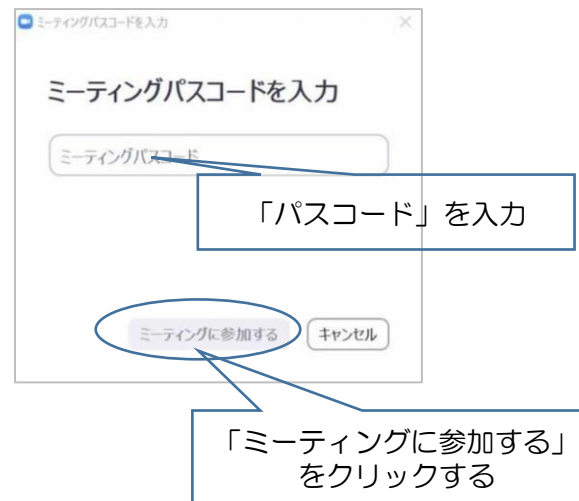 ミーティングパスコードを入力
ミーティングパスコードを入力
ミーティングパスコード
「パスコード」を入力
ミーティングに参加する
キャンセル
「ミーティングに参加する」
をクリックする